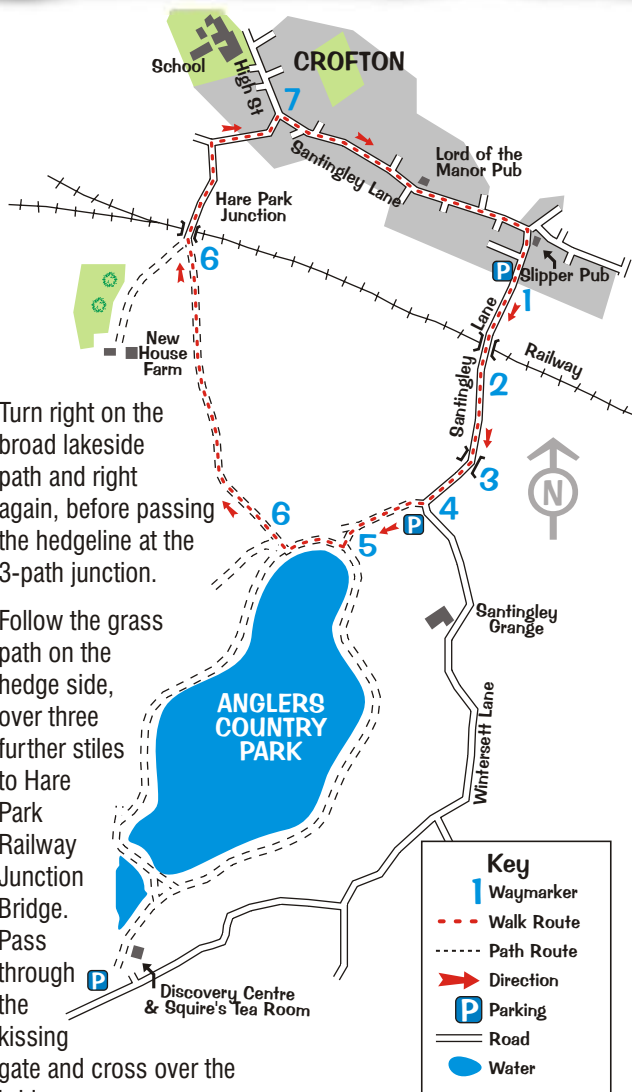 CROFTON
School
High St
7
Santingley Lane
Lord of the
Manor Pub
Hare Park
Junction
6
P
Slipper Pub
1
Santingley Lane
Railway
2
New
House
Farm
3
N
4
P
5
6
Turn right on the
broad lakeside
path and right
again, before passing
the hedgeline at the
3-path junction.
Follow the grass
path on the
hedge side,
over three
further stiles
to Hare
Park
Railway
Junction
Bridge.
Pass
through
the
kissing
gate and cross over the
Santingley
Grange
ANGLERS
COUNTRY
PARK
Wintersett Lane
P
Discovery Centre
& Squire's Tea Room
Key
1 Waymarker
Walk Route
Path Route
Direction
P Parking
Road
Water